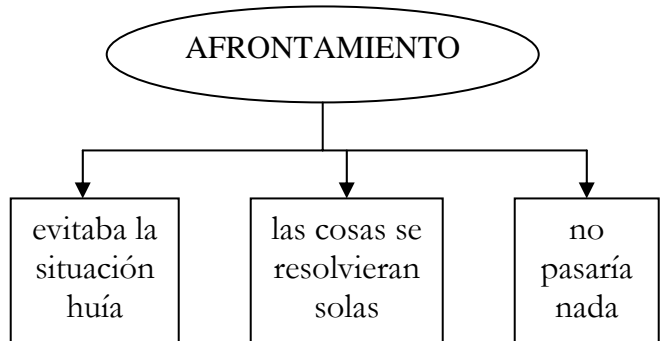 AFRONTAMIENTO
evitaba la
situación
huía
las cosas se
resolvieran
solas
no
pasaría
nada